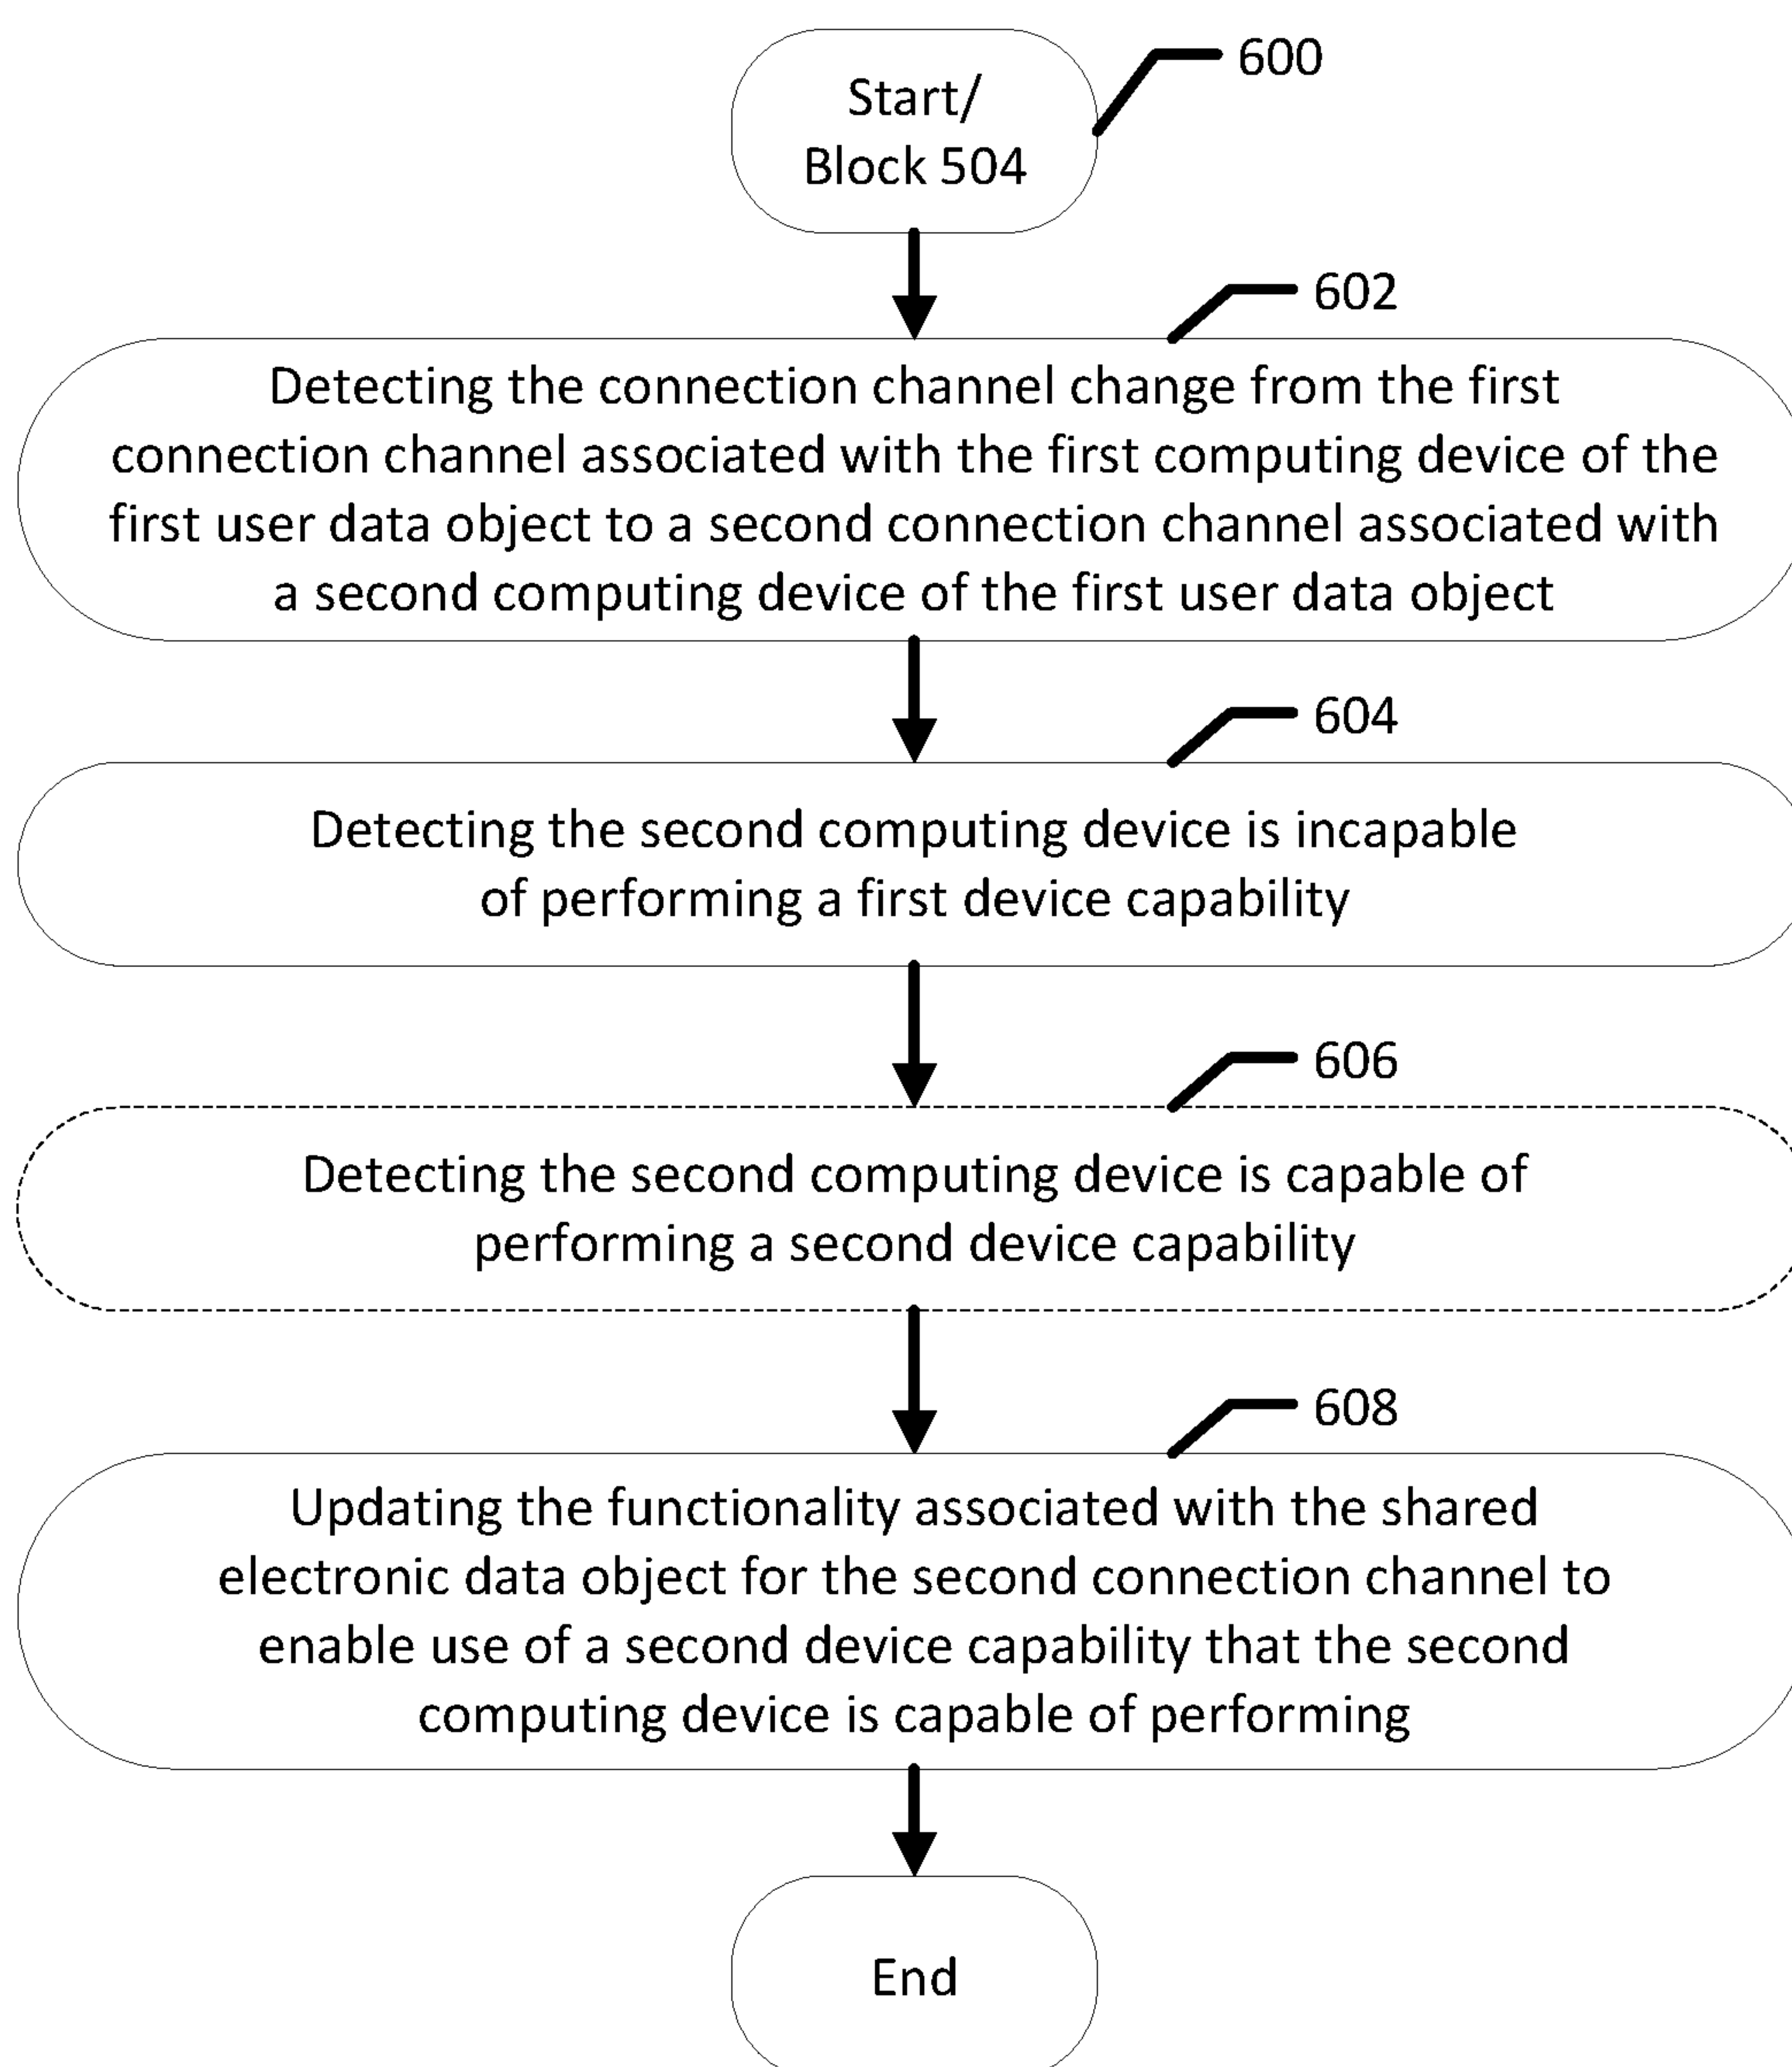 600
Start/
Block 504
602
Detecting the connection channel change from the first
connection channel associated with the first computing device of the
first user data object to a second connection channel associated with
a second computing device of the first user data object
604
Detecting the second computing device is incapable
of performing a first device capability
606
Detecting the second computing device is capable of
performing a second device capability
608
Updating the functionality associated with the shared
electronic data object for the second connection channel to
enable use of a second device capability that the second
computing device is capable of performing
End